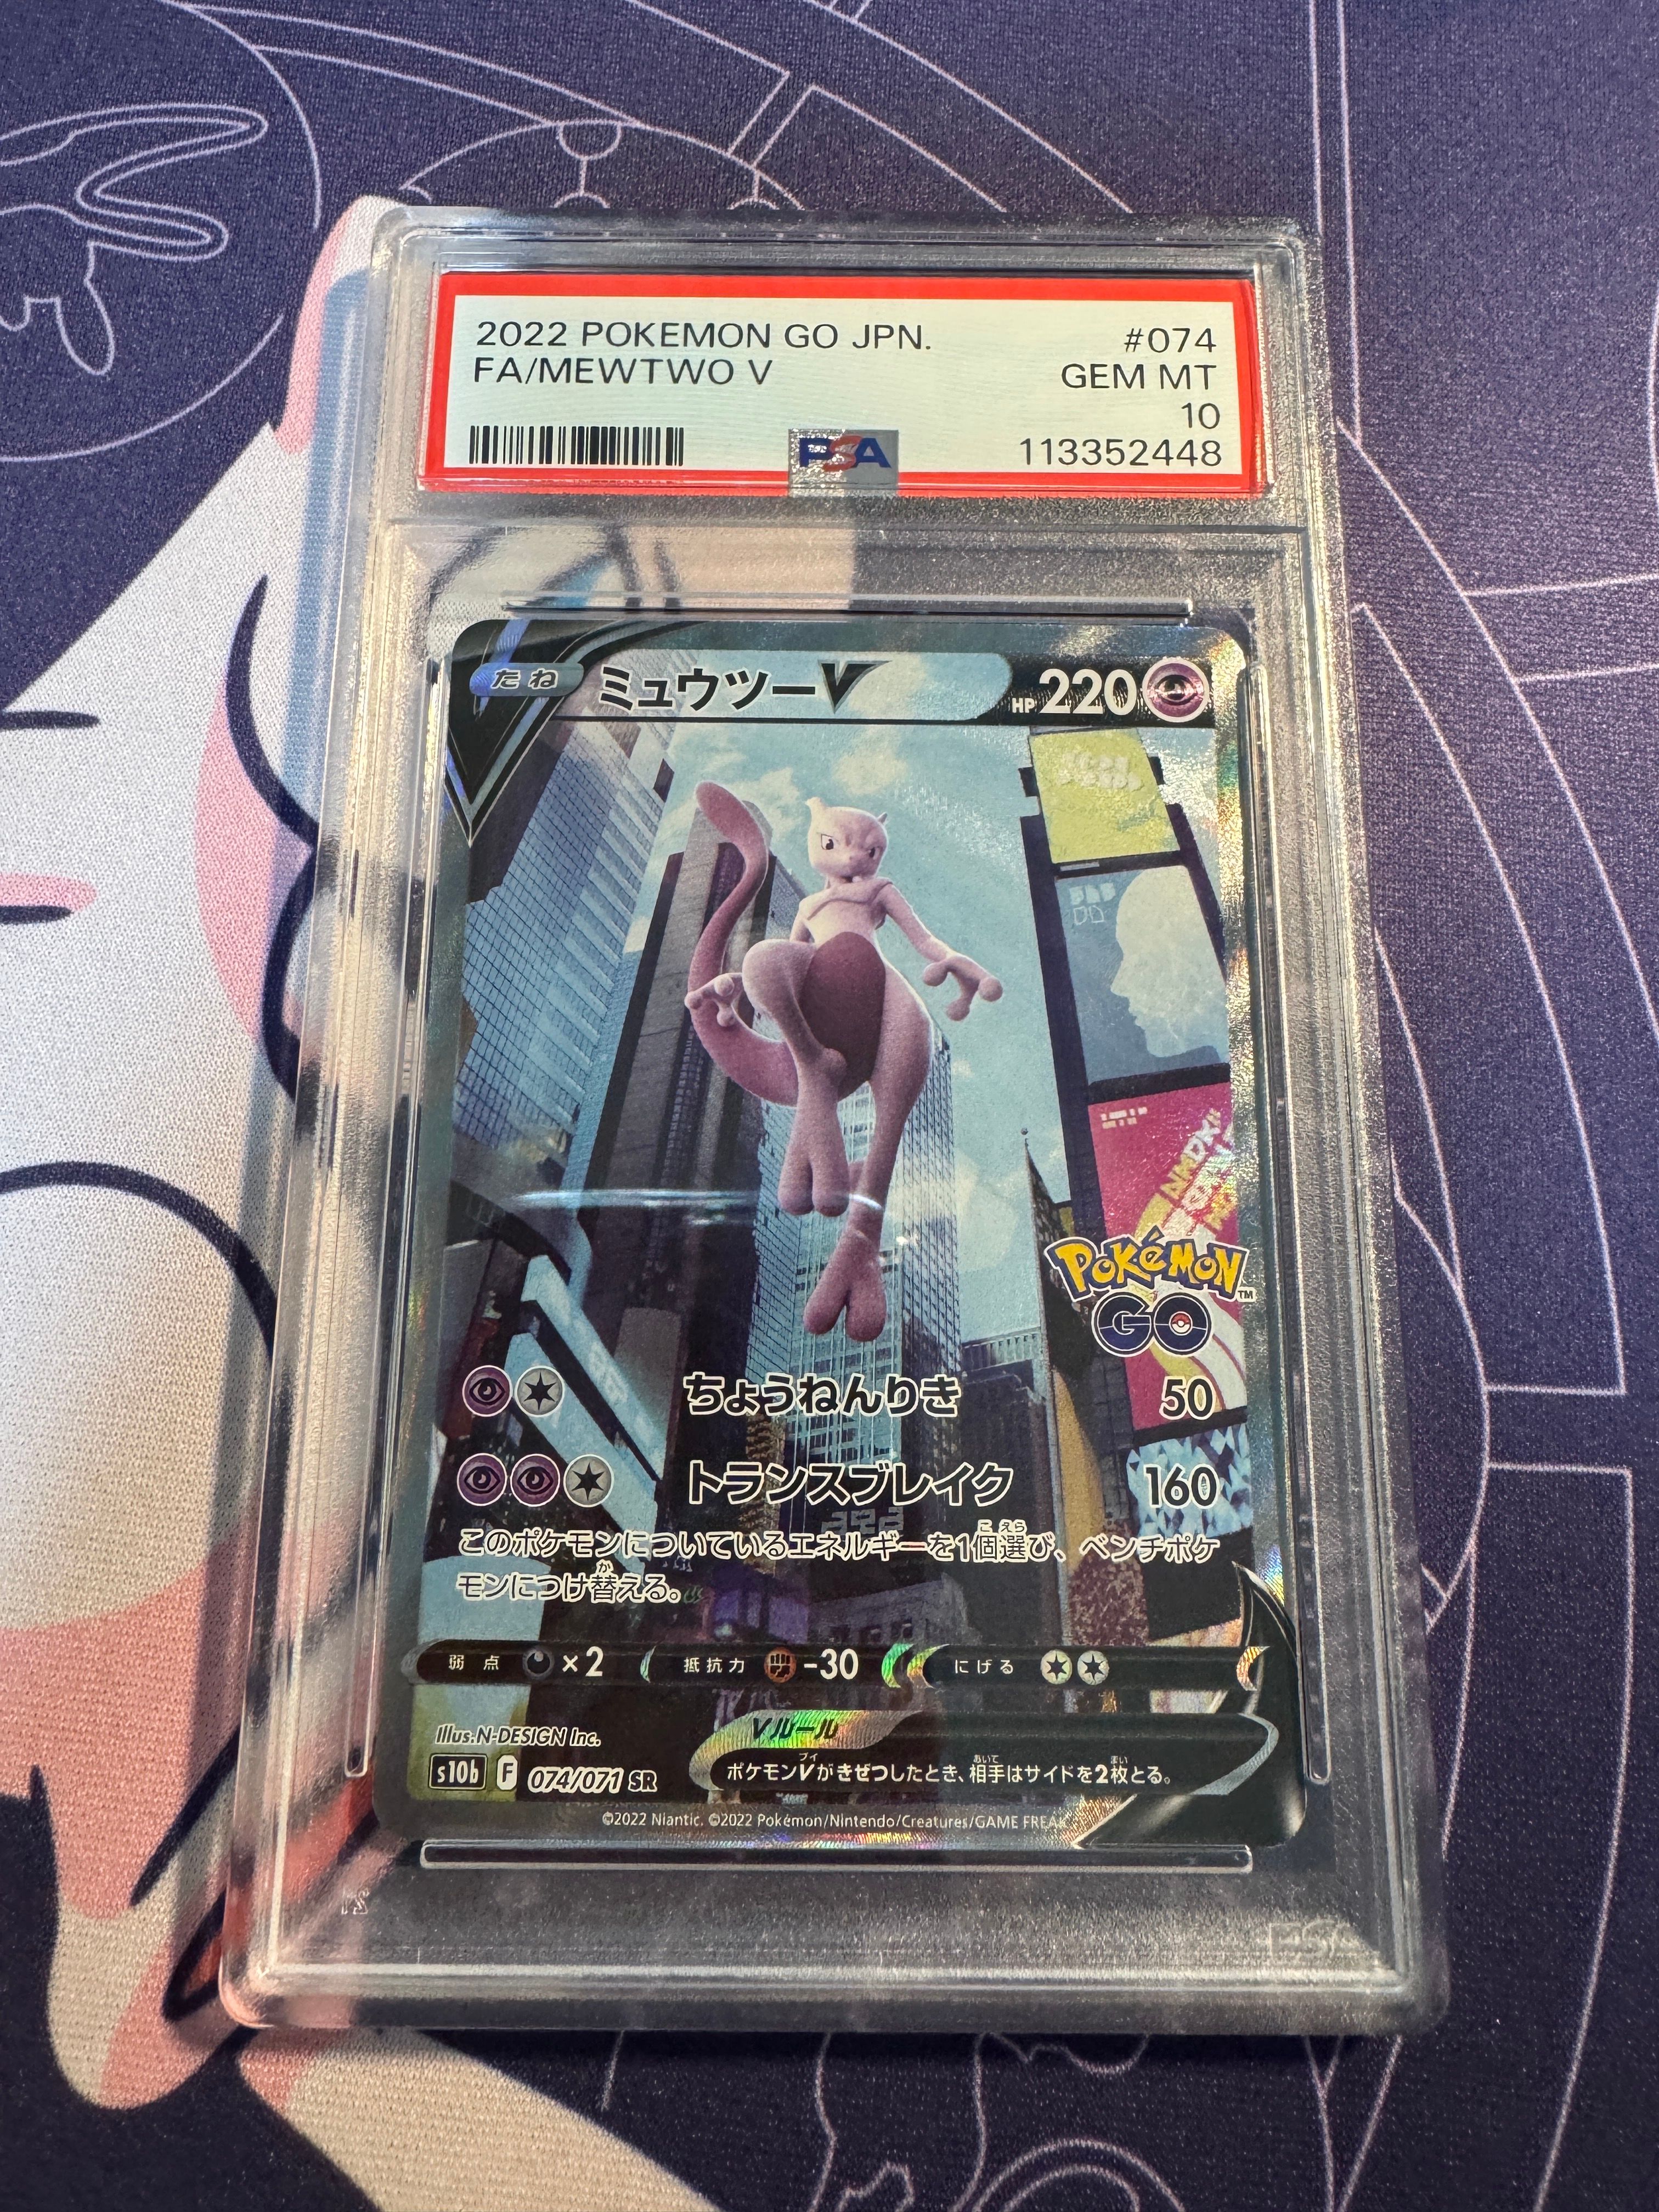 2022 POKEMON GO JPN. #074
FA/MEWTWO V GEM MT
10
PSA 113352448
たね ミュウツーV HP 220
Pokémon GO™
ちょうねんりき 50
トランスブレイク 160
このポケモンについているエネルギーを1個選び、ベンチポケ
モンにつけ替える。
弱点 ×2 抵抗力 -30 にげる
Illus.N-DESIGN Inc.
Vルール
s10b F 074/071 SR
ポケモンVがきぜつしたとき、相手はサイドを2枚とる。
©2022 Niantic. ©2022 Pokémon/Nintendo/Creatures/GAME FREAK
PSA